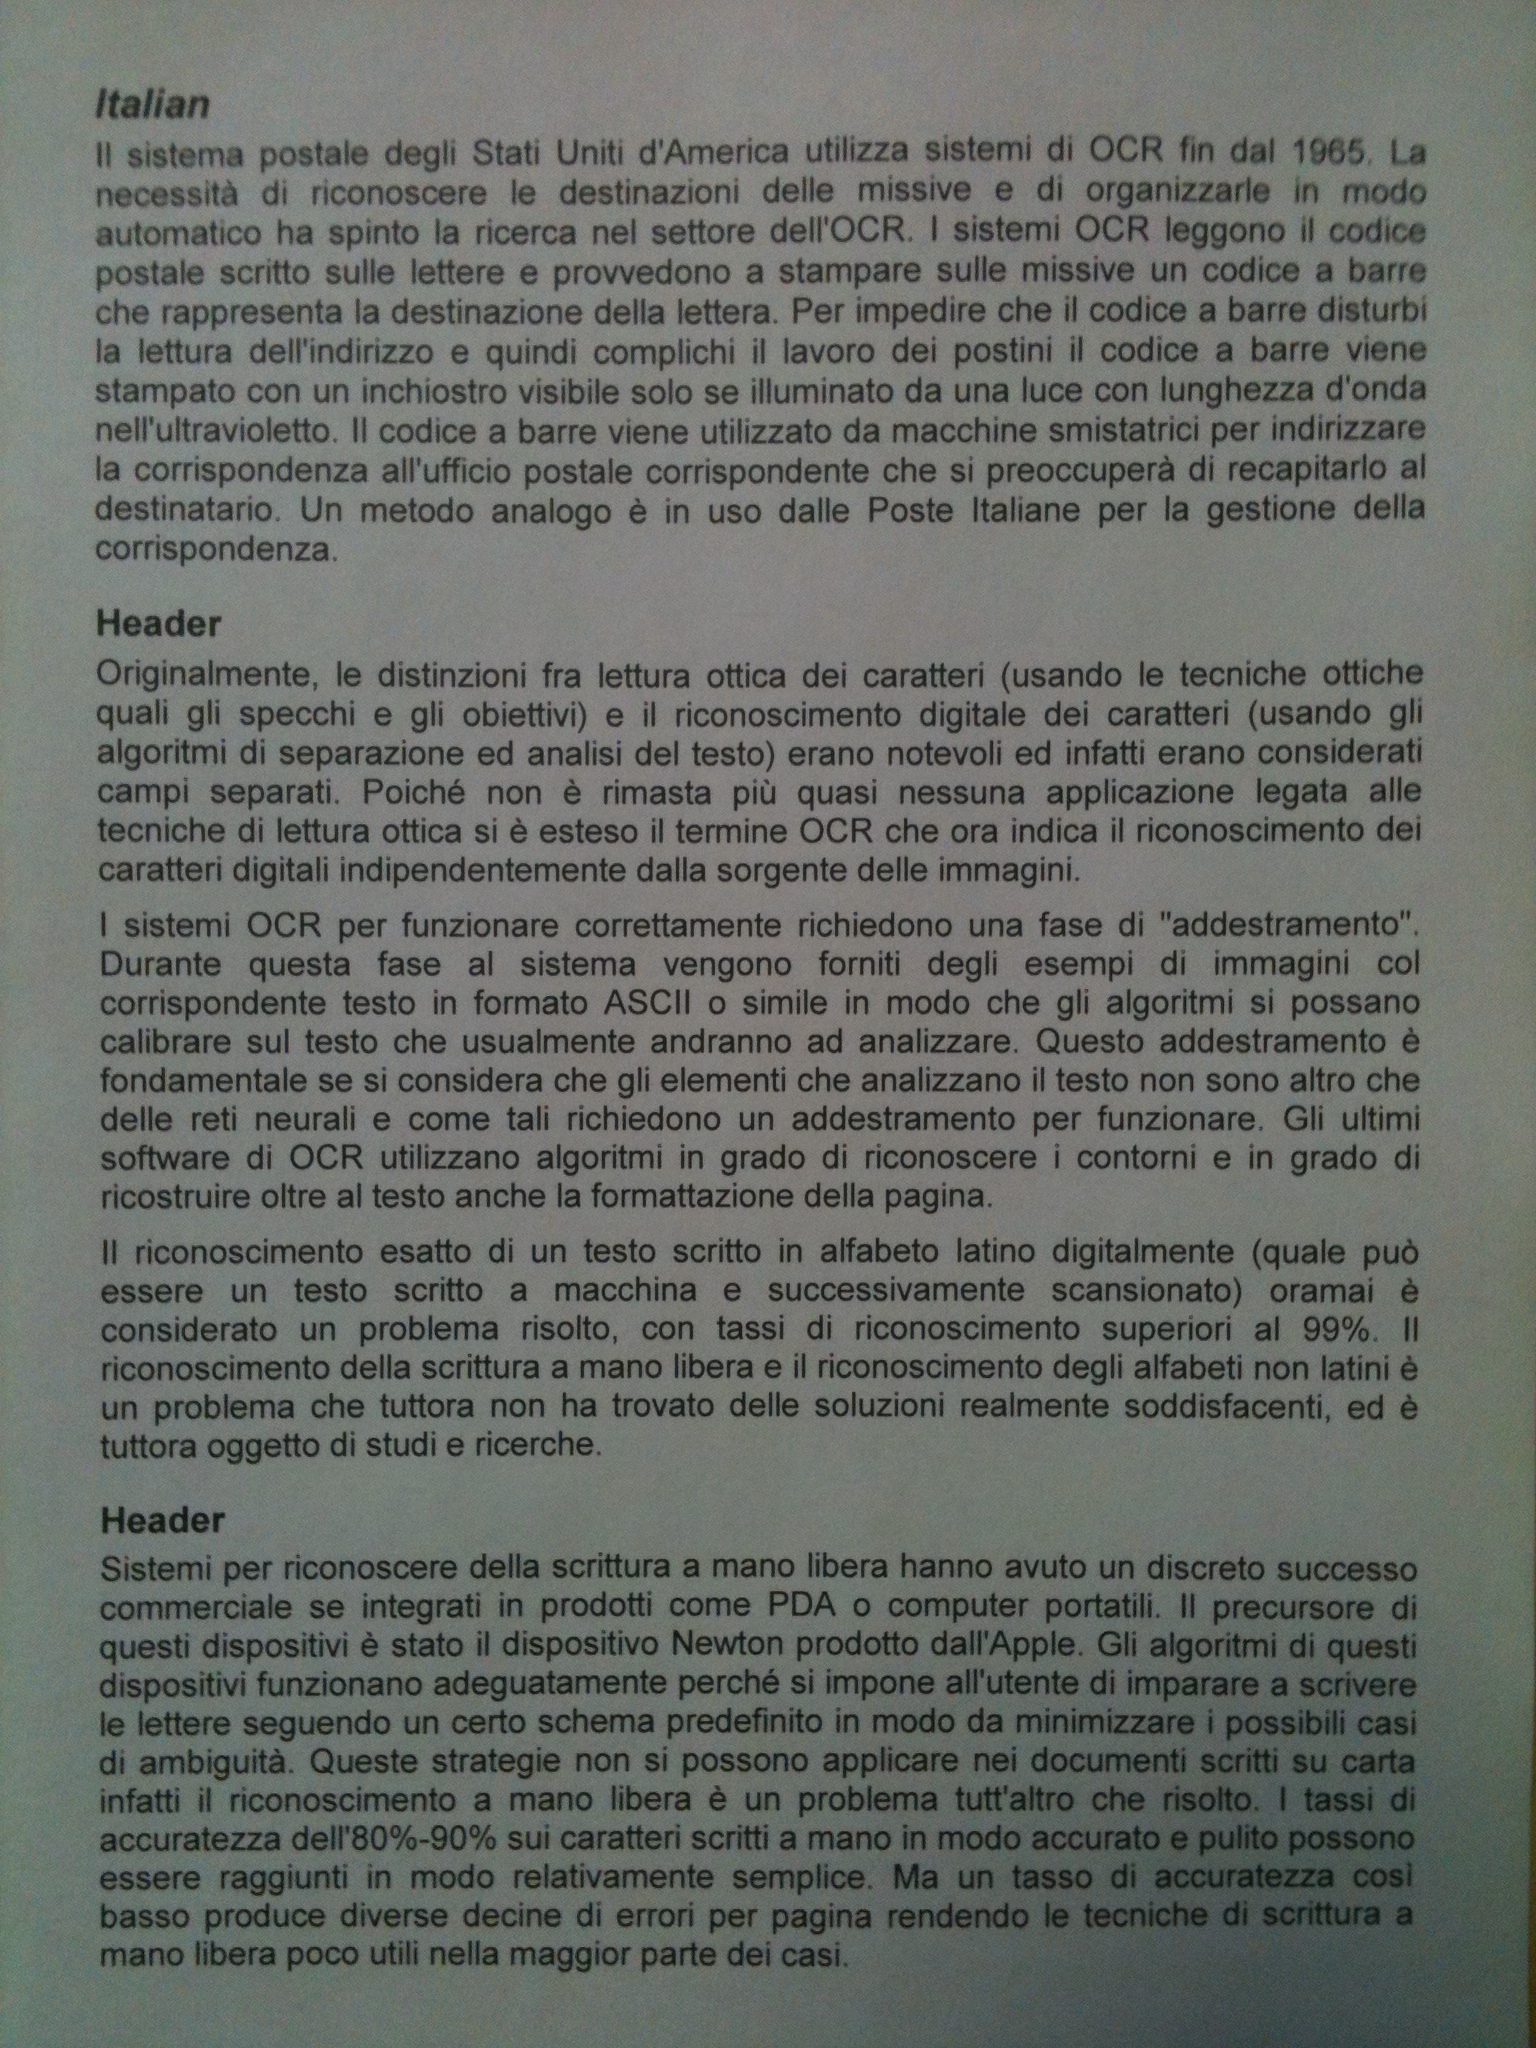 Italian
Il sistema postale degli Stati Uniti d'America utilizza sistemi di OCR fin dal 1965. La
necessità di riconoscere le destinazioni delle missive e di organizzarle in modo
automatico ha spinto la ricerca nel settore dell'OCR. I sistemi OCR leggono il codice
postale scritto sulle lettere e provvedono a stampare sulle missive un codice a barre
che rappresenta la destinazione della lettera. Per impedire che il codice a barre disturbi
la lettura dell'indirizzo e quindi complichi il lavoro dei postini il codice a barre viene
stampato con un inchiostro visibile solo se illuminato da una luce con lunghezza d'onda
nell'ultravioletto. Il codice a barre viene utilizzato da macchine smistatrici per indirizzare
la corrispondenza all'ufficio postale corrispondente che si preoccuperà di recapitarlo al
destinatario. Un metodo analogo è in uso dalle Poste Italiane per la gestione della
corrispondenza.
Header
Originalmente, le distinzioni fra lettura ottica dei caratteri (usando le tecniche ottiche
quali gli specchi e gli obiettivi) e il riconoscimento digitale dei caratteri (usando gli
algoritmi di separazione ed analisi del testo) erano notevoli ed infatti erano considerati
campi separati. Poiché non è rimasta più quasi nessuna applicazione legata alle
tecniche di lettura ottica si è esteso il termine OCR che ora indica il riconoscimento dei
caratteri digitali indipendentemente dalla sorgente delle immagini.
I sistemi OCR per funzionare correttamente richiedono una fase di "addestramento".
Durante questa fase al sistema vengono forniti degli esempi di immagini col
corrispondente testo in formato ASCII o simile in modo che gli algoritmi si possano
calibrare sul testo che usualmente andranno ad analizzare. Questo addestramento è
fondamentale se si considera che gli elementi che analizzano il testo non sono altro che
delle reti neurali e come tali richiedono un addestramento per funzionare. Gli ultimi
software di OCR utilizzano algoritmi in grado di riconoscere i contorni e in grado di
ricostruire oltre al testo anche la formattazione della pagina.
Il riconoscimento esatto di un testo scritto in alfabeto latino digitalmente (quale può
essere un testo scritto a macchina e successivamente scansionato) oramai è
considerato un problema risolto, con tassi di riconoscimento superiori al 99%. Il
riconoscimento della scrittura a mano libera e il riconoscimento degli alfabeti non latini è
un problema che tuttora non ha trovato delle soluzioni realmente soddisfacenti, ed è
tuttora oggetto di studi e ricerche.
Header
Sistemi per riconoscere della scrittura a mano libera hanno avuto un discreto successo
commerciale se integrati in prodotti come PDA o computer portatili. Il precursore di
questi dispositivi è stato il dispositivo Newton prodotto dall'Apple. Gli algoritmi di questi
dispositivi funzionano adeguatamente perché si impone all'utente di imparare a scrivere
le lettere seguendo un certo schema predefinito in modo da minimizzare i possibili casi
di ambiguità. Queste strategie non si possono applicare nei documenti scritti su carta
infatti il riconoscimento a mano libera è un problema tutt'altro che risolto. I tassi di
accuratezza dell'80%-90% sui caratteri scritti a mano in modo accurato e pulito possono
essere raggiunti in modo relativamente semplice. Ma un tasso di accuratezza così
basso produce diverse decine di errori per pagina rendendo le tecniche di scrittura a
mano libera poco utili nella maggior parte dei casi.